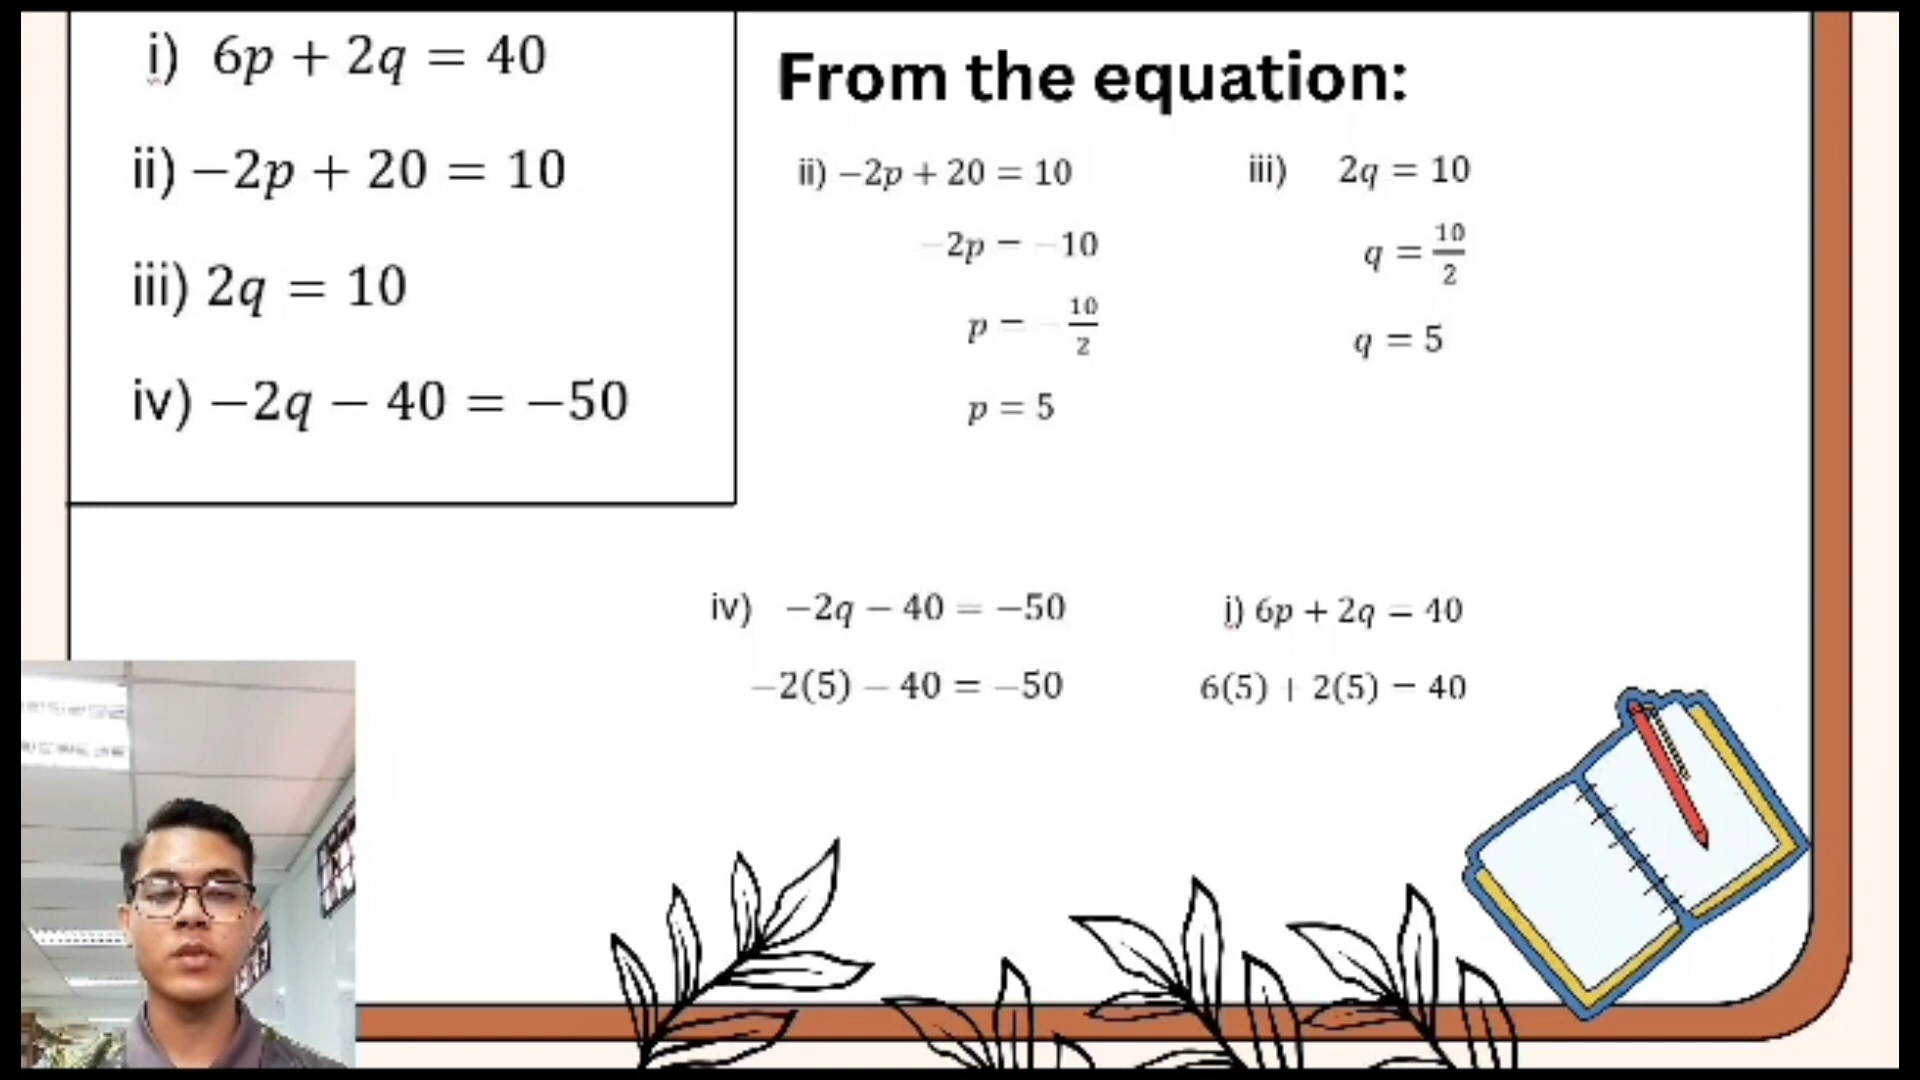 i) 6p + 2q = 40
ii) −2p + 20 = 10
iii) 2q = 10
iv) −2q − 40 = −50
From the equation:
ii) −2p + 20 = 10
−2p = −10
p = − 10/2
p = 5
iii) 2q = 10
q = 10/2
q = 5
iv) −2q − 40 = −50
−2(5) − 40 = −50
i) 6p + 2q = 40
6(5) + 2(5) = 40